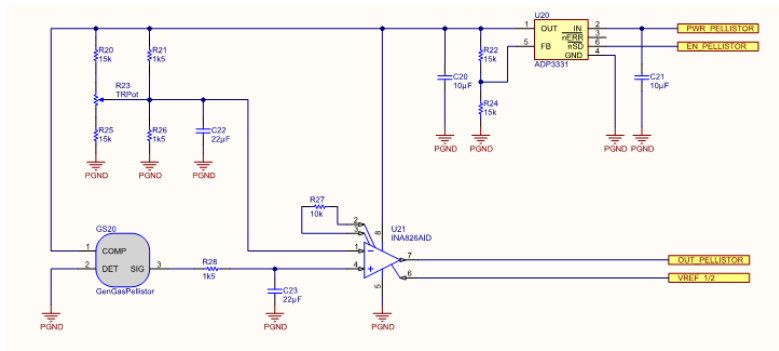 U20
1 OUT IN 2 PWR_PELLISTOR
nERR 3
5 FB nSD 6 EN_PELLISTOR
GND 4
ADP3331
R20
15k
R21
1k5
R22
15k
R23
TRPot
C20
10µF
C21
10µF
R24
15k
R25
15k
R26
1k5
C22
22µF
PGND PGND PGND
PGND PGND PGND
R27
10k
2
3
8
U21
INA826AID
GS20
1 COMP
2 DET SIG 3
GenGasPellistor
R28
1k5
1
4
7 OUT_PELLISTOR
6 VREF_1/2
5
C23
22µF
PGND PGND PGND